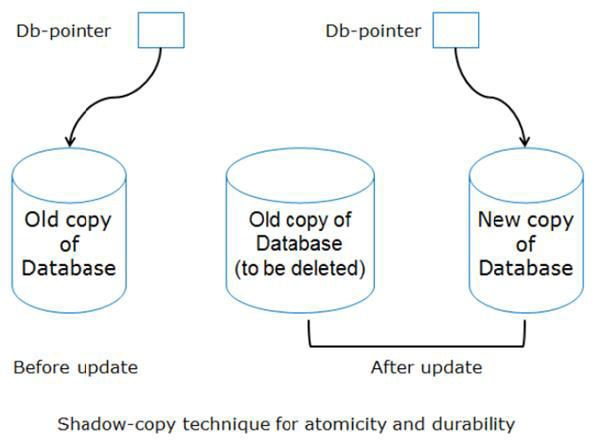 Db-pointer
Db-pointer
Old copy
of
Database
Old copy of
Database
(to be deleted)
New copy
of
Database
Before update
After update
Shadow-copy technique for atomicity and durability